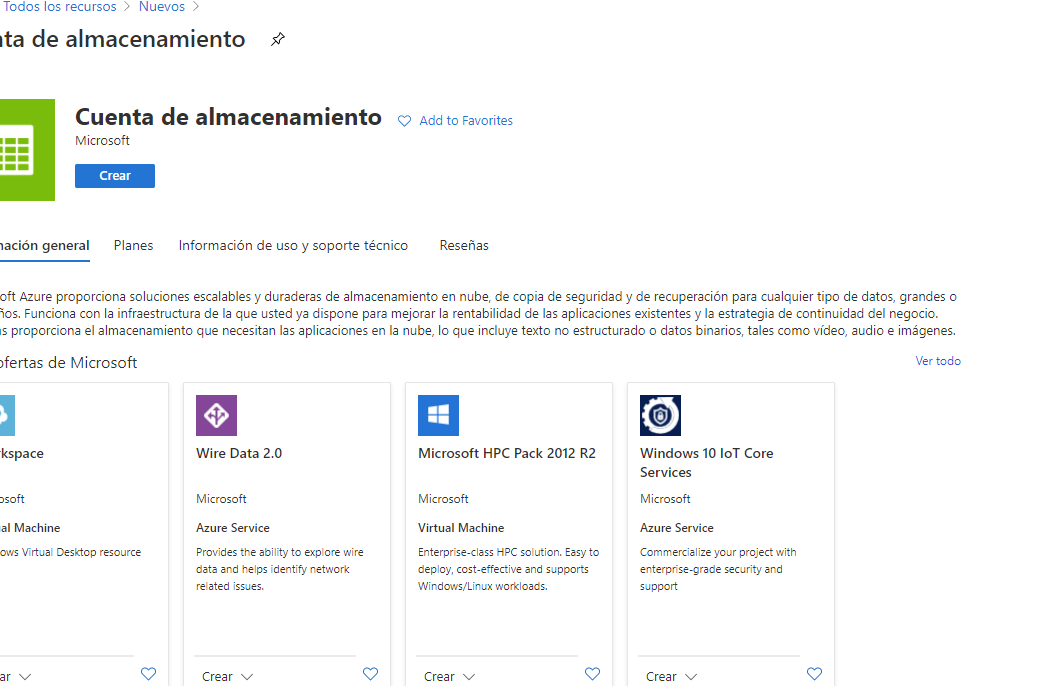 Todos los recursos > Nuevos >
ta de almacenamiento
Cuenta de almacenamiento
Add to Favorites
Microsoft
Crear
mación general
Planes
Información de uso y soporte técnico
Reseñas
oft Azure proporciona soluciones escalables y duraderas de almacenamiento en nube, de copia de seguridad y de recuperación para cualquier tipo de datos, grandes o
ños. Funciona con la infraestructura de la que usted ya dispone para mejorar la rentabilidad de las aplicaciones existentes y la estrategia de continuidad del negocio.
s proporciona el almacenamiento que necesitan las aplicaciones en la nube, lo que incluye texto no estructurado o datos binarios, tales como vídeo, audio e imágenes.
ofertas de Microsoft
Ver todo
kspace
osoft
al Machine
ows Virtual Desktop resource
ar
Wire Data 2.0
Microsoft
Azure Service
Provides the ability to explore wire
data and helps identify network
related issues.
Crear
Microsoft HPC Pack 2012 R2
Microsoft
Virtual Machine
Enterprise-class HPC solution. Easy to
deploy, cost-effective and supports
Windows/Linux workloads.
Crear
Windows 10 IoT Core
Services
Microsoft
Azure Service
Commercialize your project with
enterprise-grade security and
support
Crear